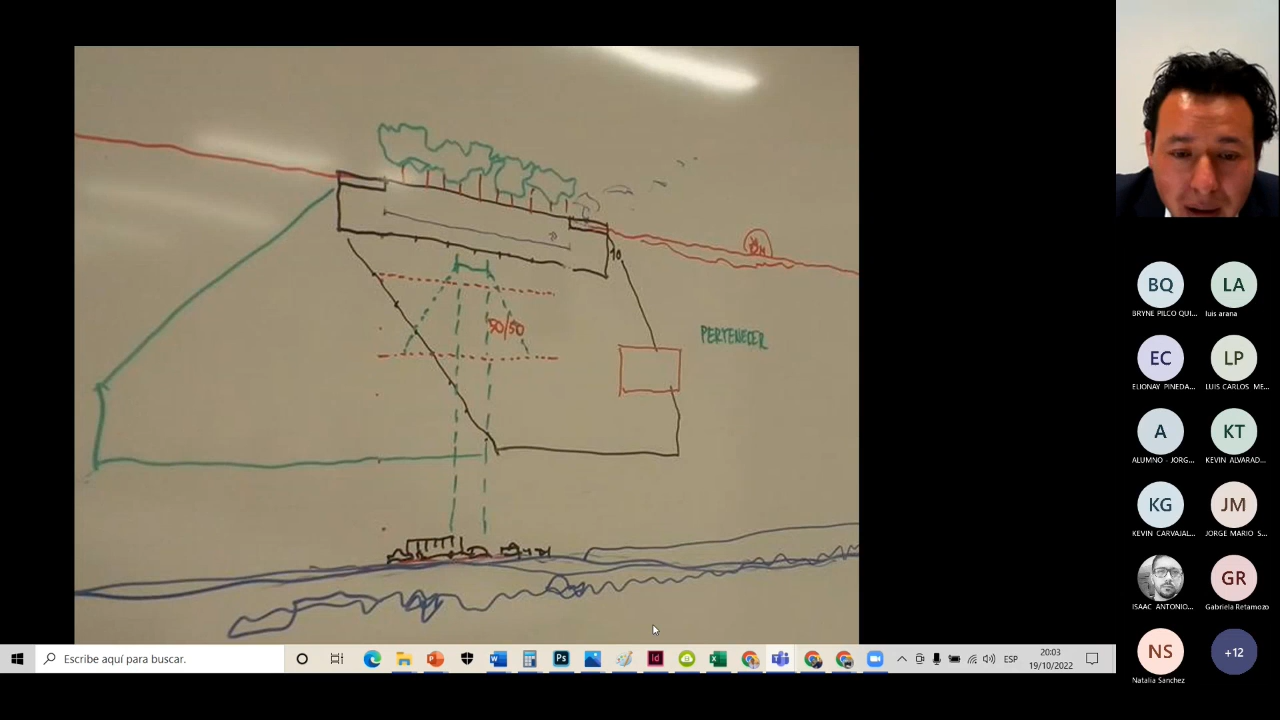 10
50/50
PERTENECER
BQ
BRYNE PILCO QUI...
LA
luis arana
EC
ELIONAY PINEDA...
LP
LUIS CARLOS ME...
A
ALUMNO - JORG...
KT
KEVIN ALVARAD...
KG
KEVIN CARVAJAL...
JM
JORGE MARIO S...
ISAAC ANTONIO...
GR
Gabriela Retamozo
NS
Natalia Sanchez
+12
Escribe aquí para buscar.
ESP
20:03
19/10/2022